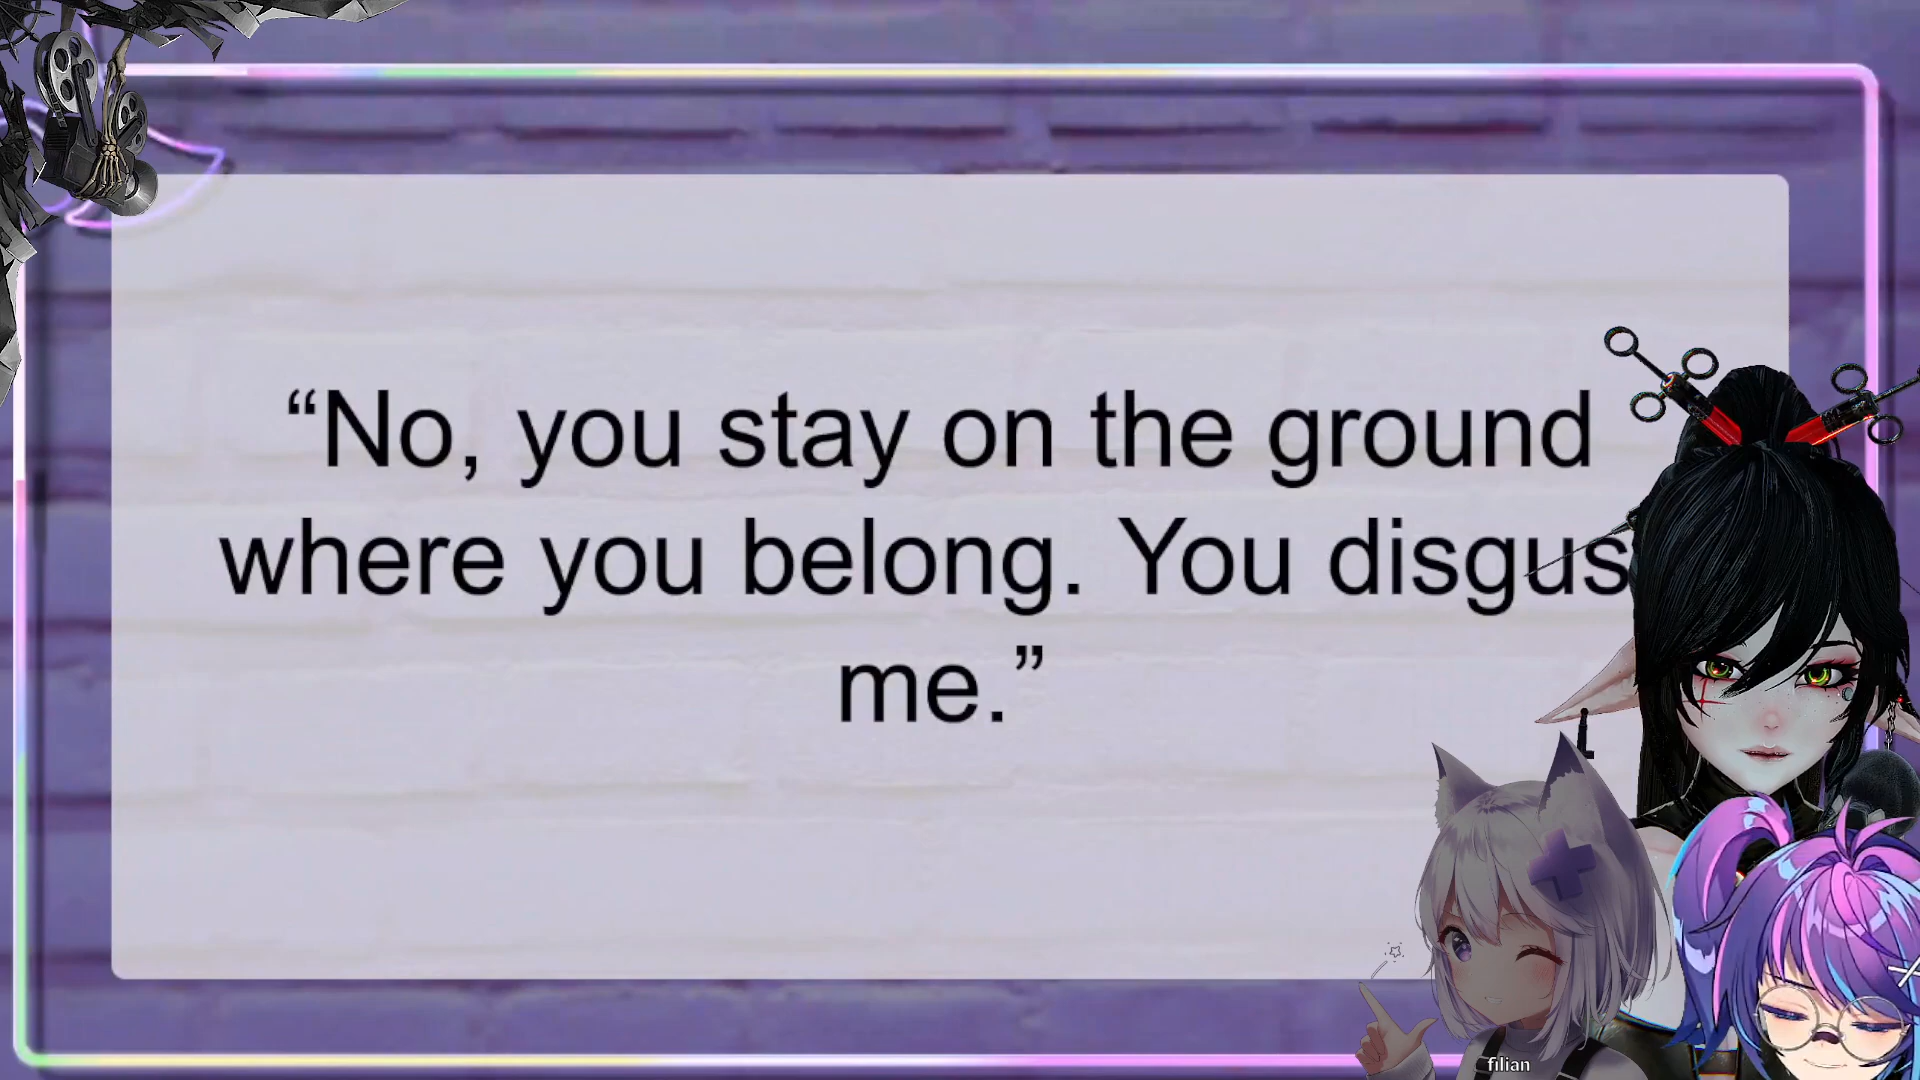 “No, you stay on the ground
where you belong. You disgus
me.”
filian